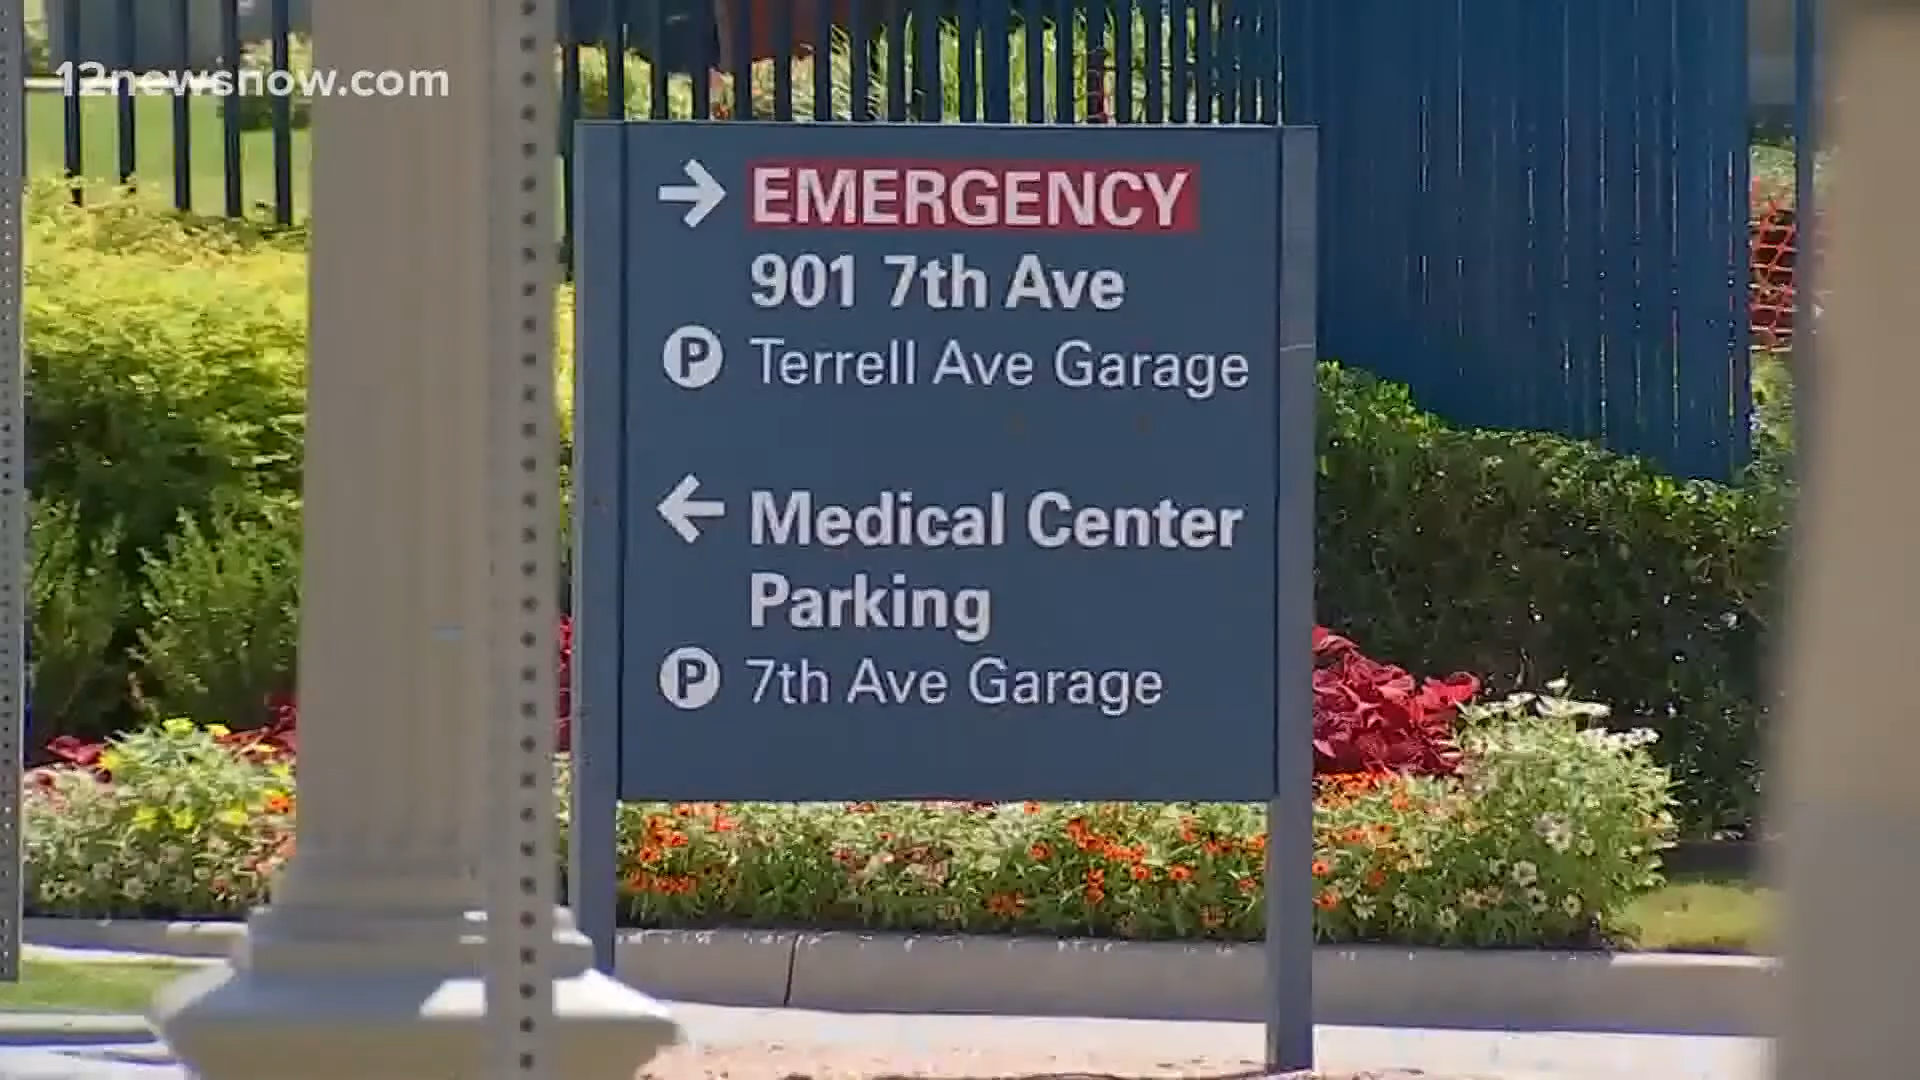 12newsnow.com
EMERGENCY
901 7th Ave
P Terrell Ave Garage
Medical Center
Parking
P 7th Ave Garage